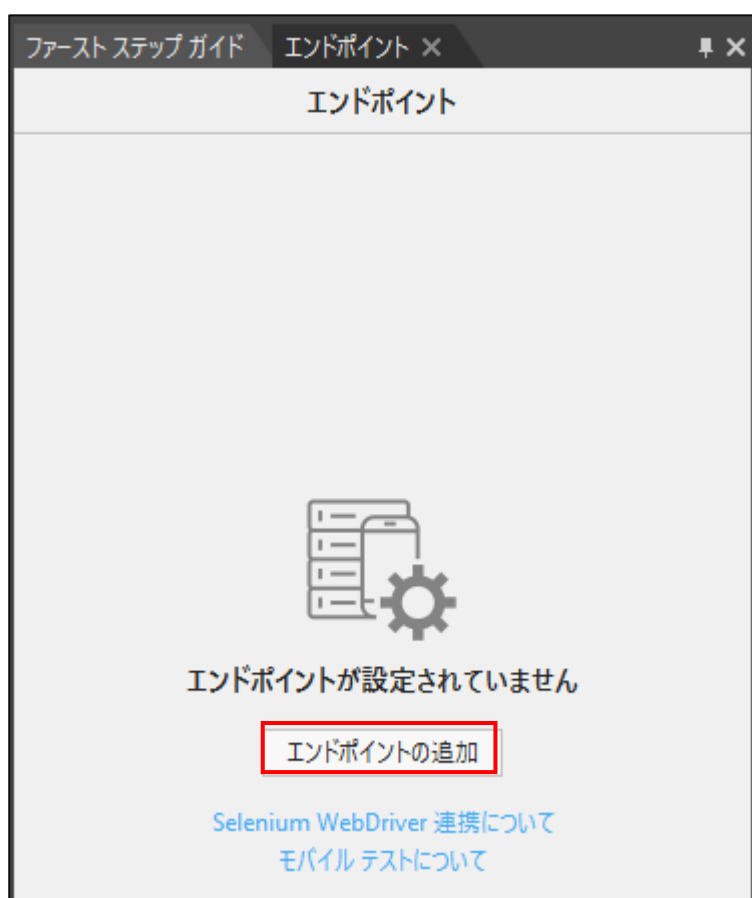 ファースト ステップ ガイド エンドポイント
エンドポイント
エンドポイントが設定されていません
エンドポイントの追加
Selenium WebDriver 連携について
モバイル テストについて